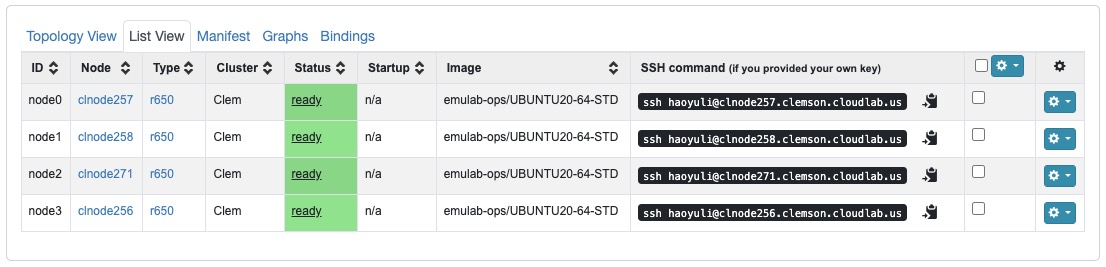 Topology View List View Manifest Graphs Bindings
ID Node Type Cluster Status Startup Image SSH command (if you provided your own key)
node0 clnode257 r650 Clem ready n/a emulab-ops/UBUNTU20-64-STD ssh haoyuli@clnode257.clemson.cloudlab.us
node1 clnode258 r650 Clem ready n/a emulab-ops/UBUNTU20-64-STD ssh haoyuli@clnode258.clemson.cloudlab.us
node2 clnode271 r650 Clem ready n/a emulab-ops/UBUNTU20-64-STD ssh haoyuli@clnode271.clemson.cloudlab.us
node3 clnode256 r650 Clem ready n/a emulab-ops/UBUNTU20-64-STD ssh haoyuli@clnode256.clemson.cloudlab.us